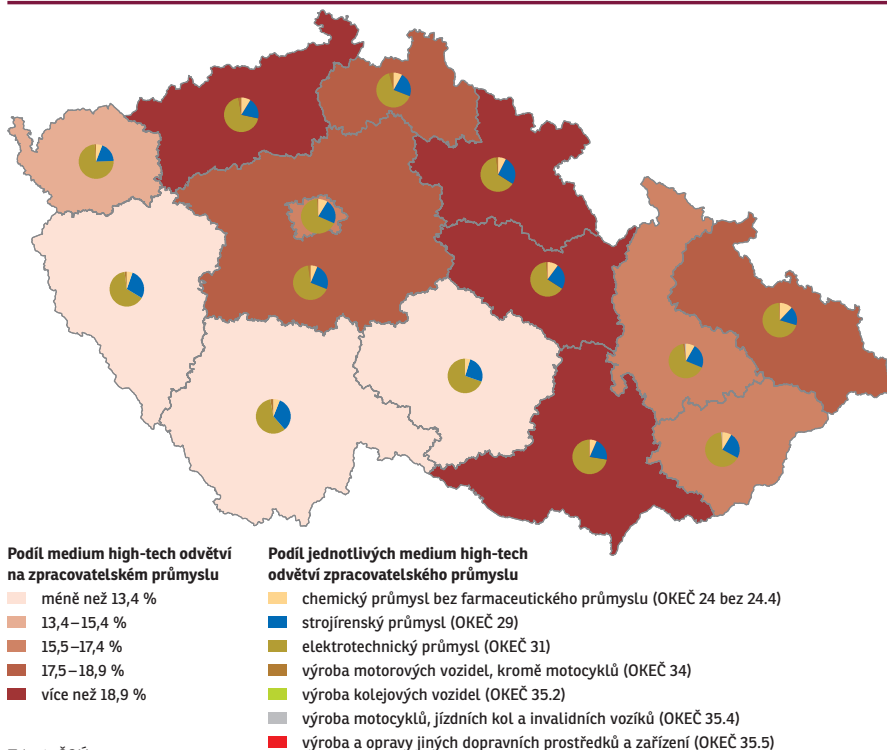 Podíl medium high-tech odvětví
na zpracovatelském průmyslu
méně než 13,4 %
13,4–15,4 %
15,5–17,4 %
17,5–18,9 %
více než 18,9 %
Podíl jednotlivých medium high-tech
odvětví zpracovatelského průmyslu
chemický průmysl bez farmaceutického průmyslu (OKEČ 24 bez 24.4)
strojírenský průmysl (OKEČ 29)
elektrotechnický průmysl (OKEČ 31)
výroba motorových vozidel, kromě motocyklů (OKEČ 34)
výroba kolejových vozidel (OKEČ 35.2)
výroba motocyklů, jízdních kol a invalidních vozíků (OKEČ 35.4)
výroba a opravy jiných dopravních prostředků a zařízení (OKEČ 35.5)